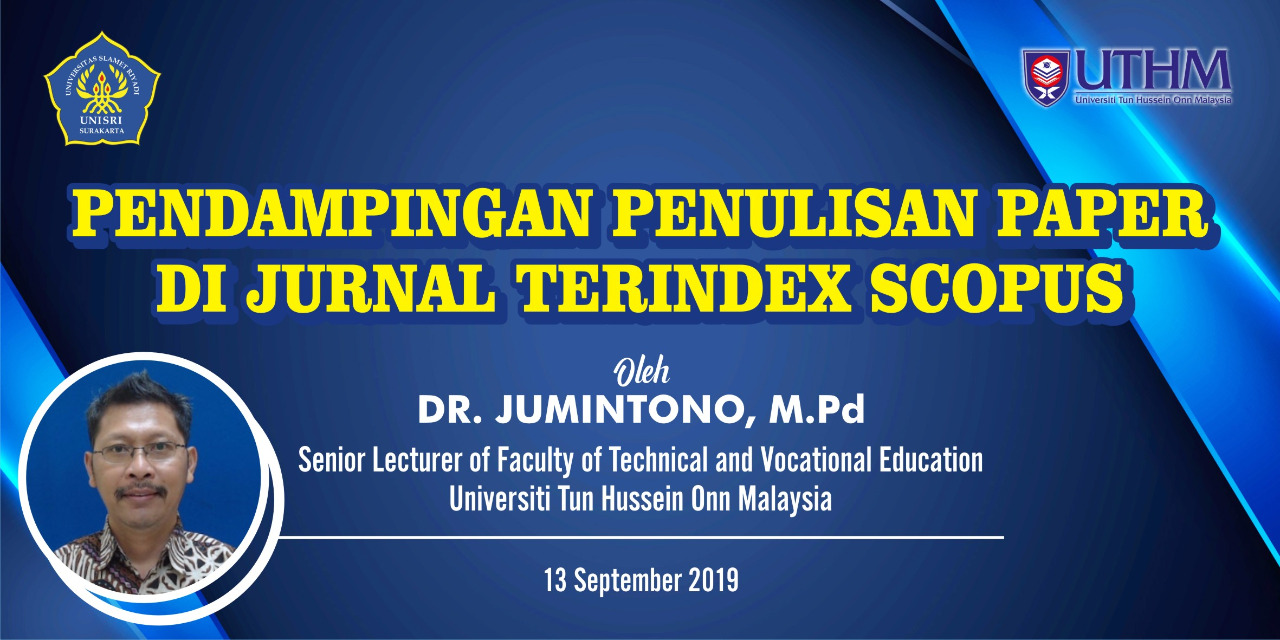 UNIVERSITAS SLAMET RIYADI
UNISRI
SURAKARTA
UTHM
Universiti Tun Hussein Onn Malaysia
PENDAMPINGAN PENULISAN PAPER
DI JURNAL TERINDEX SCOPUS
Oleh
DR. JUMINTONO, M.Pd
Senior Lecturer of Faculty of Technical and Vocational Education
Universiti Tun Hussein Onn Malaysia
13 September 2019